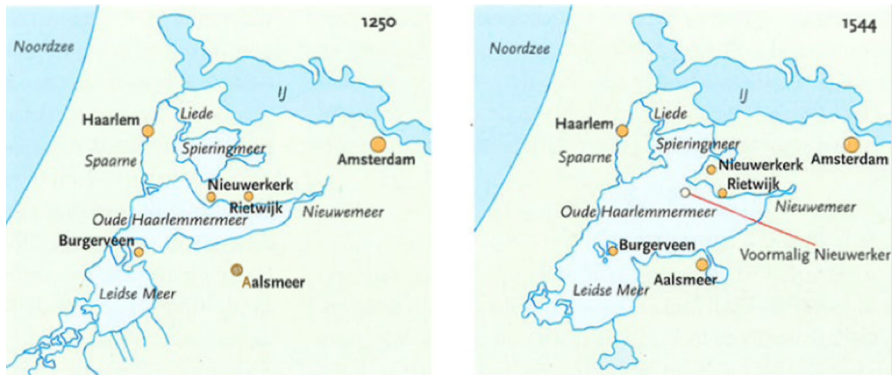 1250
Noordzee
IJ
Liede
Haarlem
Spieringmeer
Spaarne
Amsterdam
Nieuwerkerk
Rietwijk
Oude Haarlemmermeer
Nieuwemeer
Burgerveen
Aalsmeer
Leidse Meer
1544
Noordzee
IJ
Liede
Haarlem
Spieringmeer
Spaarne
Amsterdam
Nieuwerkerk
Rietwijk
Oude Haarlemmermeer
Nieuwemeer
Burgerveen
Voormalig Nieuwerker
Aalsmeer
Leidse Meer